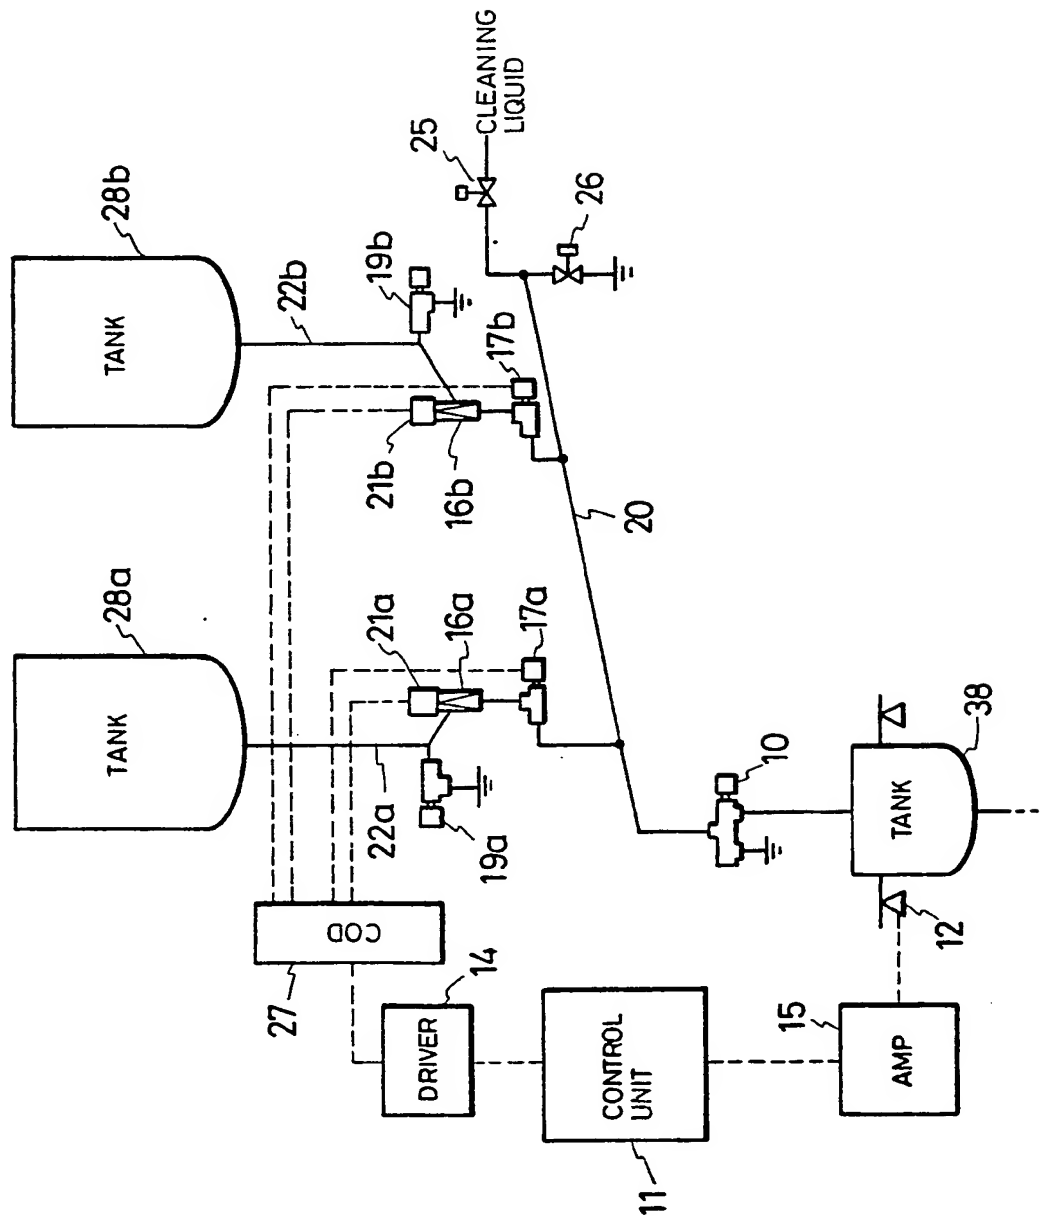 28a
28b
TANK
TANK
22b
25
CLEANING
LIQUID
19b
26
17b
21b
16b
20
21a
16a
17a
22a
19a
COD
27
14
DRIVER
CONTROL
UNIT
11
15
AMP
12
10
TANK
38